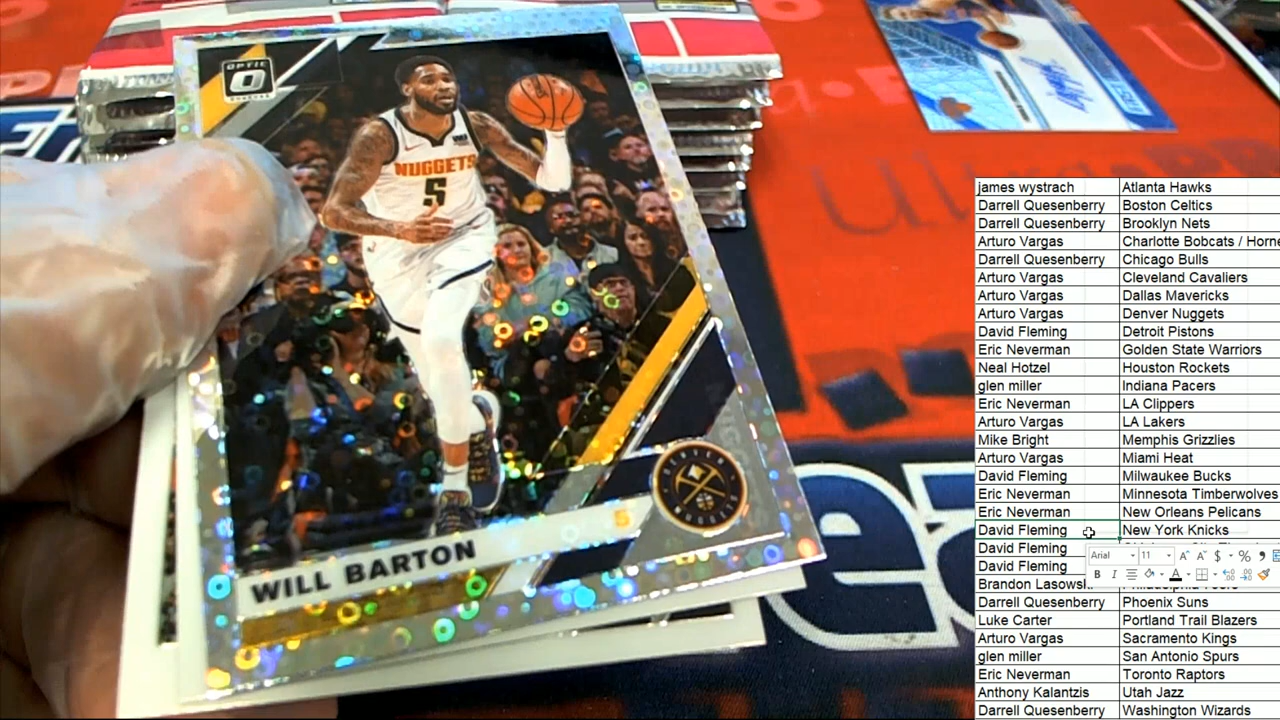 OPTIC
NUGGETS
5
5
WILL BARTON
DENVER
NUGGETS
james wystrach Atlanta Hawks
Darrell Quesenberry Boston Celtics
Darrell Quesenberry Brooklyn Nets
Arturo Vargas Charlotte Bobcats / Horne
Darrell Quesenberry Chicago Bulls
Arturo Vargas Cleveland Cavaliers
Arturo Vargas Dallas Mavericks
Arturo Vargas Denver Nuggets
David Fleming Detroit Pistons
Eric Neverman Golden State Warriors
Neal Hotzel Houston Rockets
glen miller Indiana Pacers
Eric Neverman LA Clippers
Arturo Vargas LA Lakers
Mike Bright Memphis Grizzlies
Arturo Vargas Miami Heat
David Fleming Milwaukee Bucks
Eric Neverman Minnesota Timberwolves
Eric Neverman New Orleans Pelicans
David Fleming New York Knicks
David Fleming
Arial 11
David Fleming
B I
Brandon Lasowski
Darrell Quesenberry Phoenix Suns
Luke Carter Portland Trail Blazers
Arturo Vargas Sacramento Kings
glen miller San Antonio Spurs
Eric Neverman Toronto Raptors
Anthony Kalantzis Utah Jazz
Darrell Quesenberry Washington Wizards